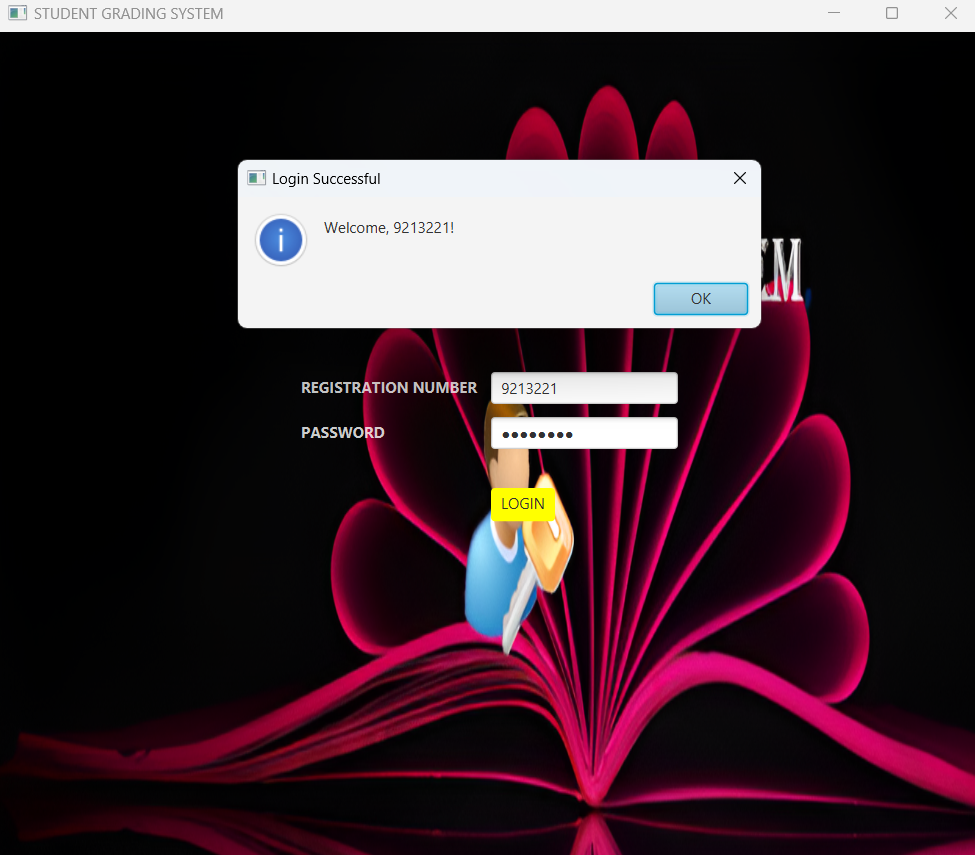 STUDENT GRADING SYSTEM
Login Successful
Welcome, 9213221!
OK
REGISTRATION NUMBER 9213221
PASSWORD
LOGIN